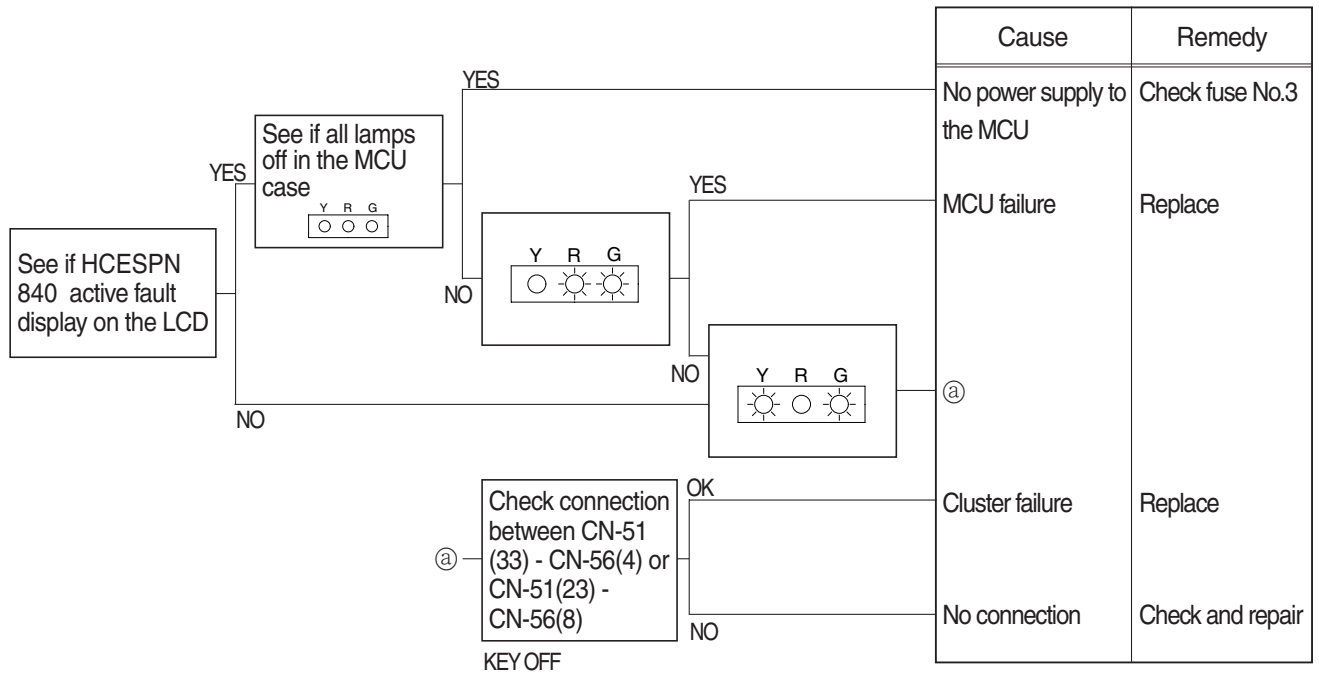 Cause
Remedy
YES
No power supply to
the MCU
Check fuse No.3
See if all lamps
off in the MCU
case
Y R G
YES
YES
MCU failure
Replace
See if HCESPN
840 active fault
display on the LCD
NO
Y R G
NO
Y R G
ⓐ
NO
Check connection
between CN-51
(33) - CN-56(4) or
CN-51(23) -
CN-56(8)
ⓐ
KEY OFF
OK
Cluster failure
Replace
NO
No connection
Check and repair